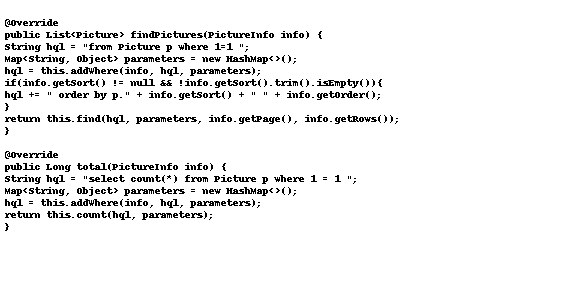 @Override
public List<Picture> findPictures(PictureInfo info) {
String hql = "from Picture p where 1=1 ";
Map<String, Object> parameters = new HashMap<>();
hql = this.addWhere(info, hql, parameters);
if(info.getSort() != null && !info.getSort().trim().isEmpty()){
hql += " order by p." + info.getSort() + " " + info.getOrder();
}
return this.find(hql, parameters, info.getPage(), info.getRows());
}
@Override
public Long total(PictureInfo info) {
String hql = "select count(*) from Picture p where 1 = 1 ";
Map<String, Object> parameters = new HashMap<>();
hql = this.addWhere(info, hql, parameters);
return this.count(hql, parameters);
}